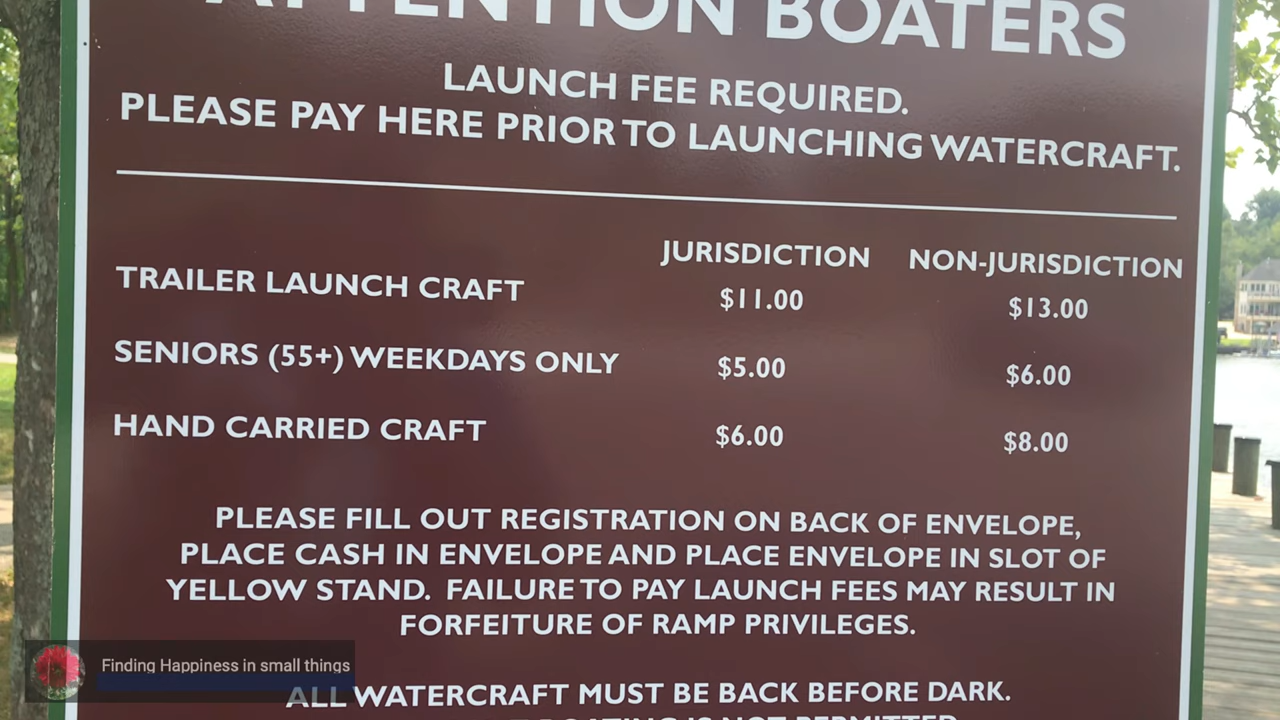 ATTENTION BOATERS
LAUNCH FEE REQUIRED.
PLEASE PAY HERE PRIOR TO LAUNCHING WATERCRAFT.
JURISDICTION NON-JURISDICTION
TRAILER LAUNCH CRAFT $11.00 $13.00
SENIORS (55+) WEEKDAYS ONLY $5.00 $6.00
HAND CARRIED CRAFT $6.00 $8.00
PLEASE FILL OUT REGISTRATION ON BACK OF ENVELOPE,
PLACE CASH IN ENVELOPE AND PLACE ENVELOPE IN SLOT OF
YELLOW STAND. FAILURE TO PAY LAUNCH FEES MAY RESULT IN
FORFEITURE OF RAMP PRIVILEGES.
Finding Happiness in small things
ALL WATERCRAFT MUST BE BACK BEFORE DARK.
BOATING IS NOT PERMITTED